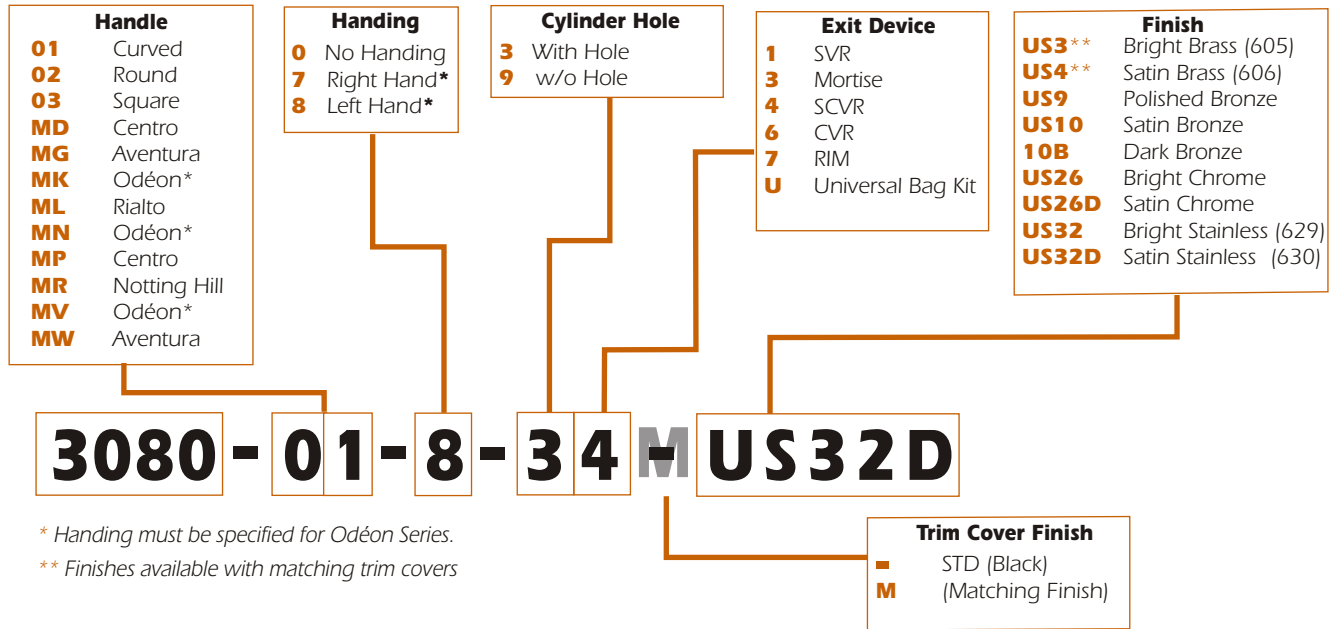 Handle
01 Curved
02 Round
03 Square
MD Centro
MG Aventura
MK Odéon*
ML Rialto
MN Odéon*
MP Centro
MR Notting Hill
MV Odéon*
MW Aventura
Handing
0 No Handing
7 Right Hand*
8 Left Hand*
Cylinder Hole
3 With Hole
9 w/o Hole
Exit Device
1 SVR
3 Mortise
4 SCVR
6 CVR
7 RIM
U Universal Bag Kit
Finish
US3** Bright Brass (605)
US4** Satin Brass (606)
US9 Polished Bronze
US10 Satin Bronze
10B Dark Bronze
US26 Bright Chrome
US26D Satin Chrome
US32 Bright Stainless (629)
US32D Satin Stainless (630)
3080-01-8-34M-US32D
* Handing must be specified for Odéon Series.
** Finishes available with matching trim covers
Trim Cover Finish
- STD (Black)
M (Matching Finish)